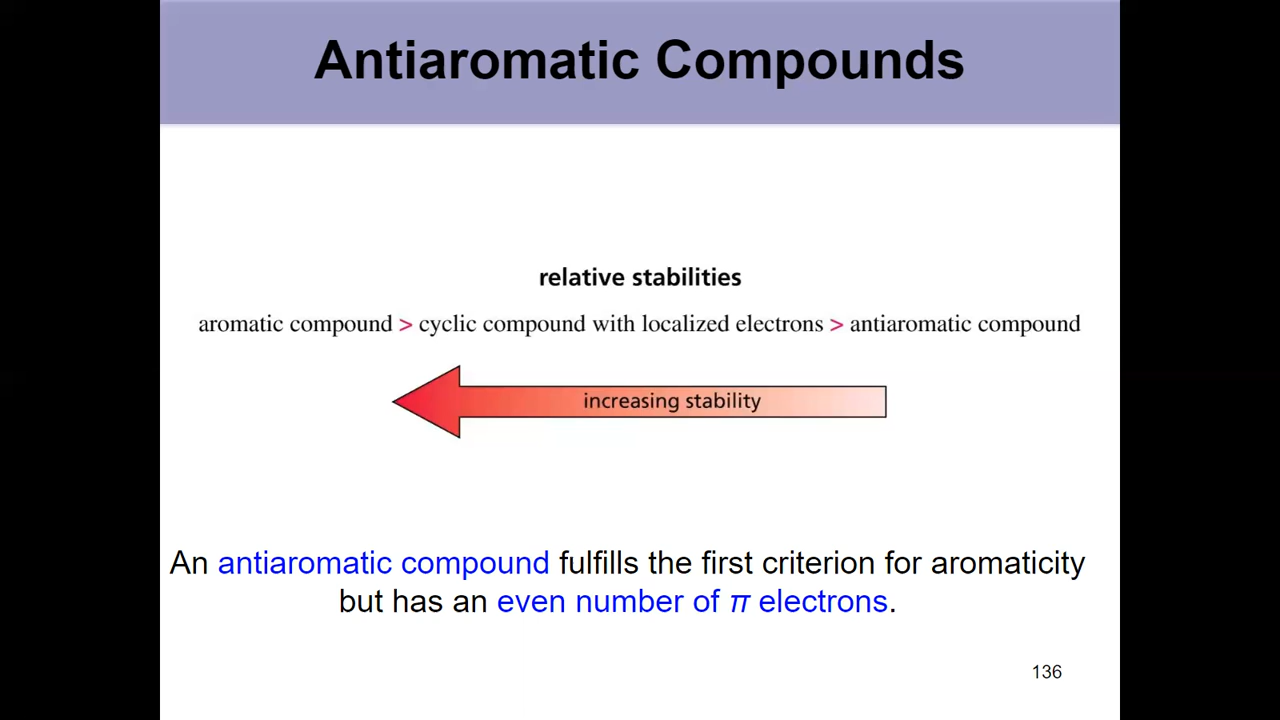 Antiaromatic Compounds
relative stabilities
aromatic compound > cyclic compound with localized electrons > antiaromatic compound
increasing stability
An antiaromatic compound fulfills the first criterion for aromaticity
but has an even number of π electrons.
136